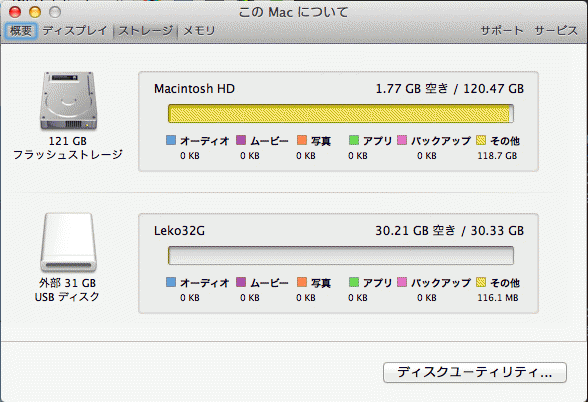 この Mac について
概要 ディスプレイ ストレージ メモリ サポート サービス
Macintosh HD 1.77 GB 空き / 120.47 GB
オーディオ ムービー 写真 アプリ バックアップ その他
0 KB 0 KB 0 KB 0 KB 0 KB 118.7 GB
121 GB
フラッシュストレージ
Leko32G 30.21 GB 空き / 30.33 GB
オーディオ ムービー 写真 アプリ バックアップ その他
0 KB 0 KB 0 KB 0 KB 0 KB 116.1 MB
外部 31 GB
USB ディスク
ディスクユーティリティ...